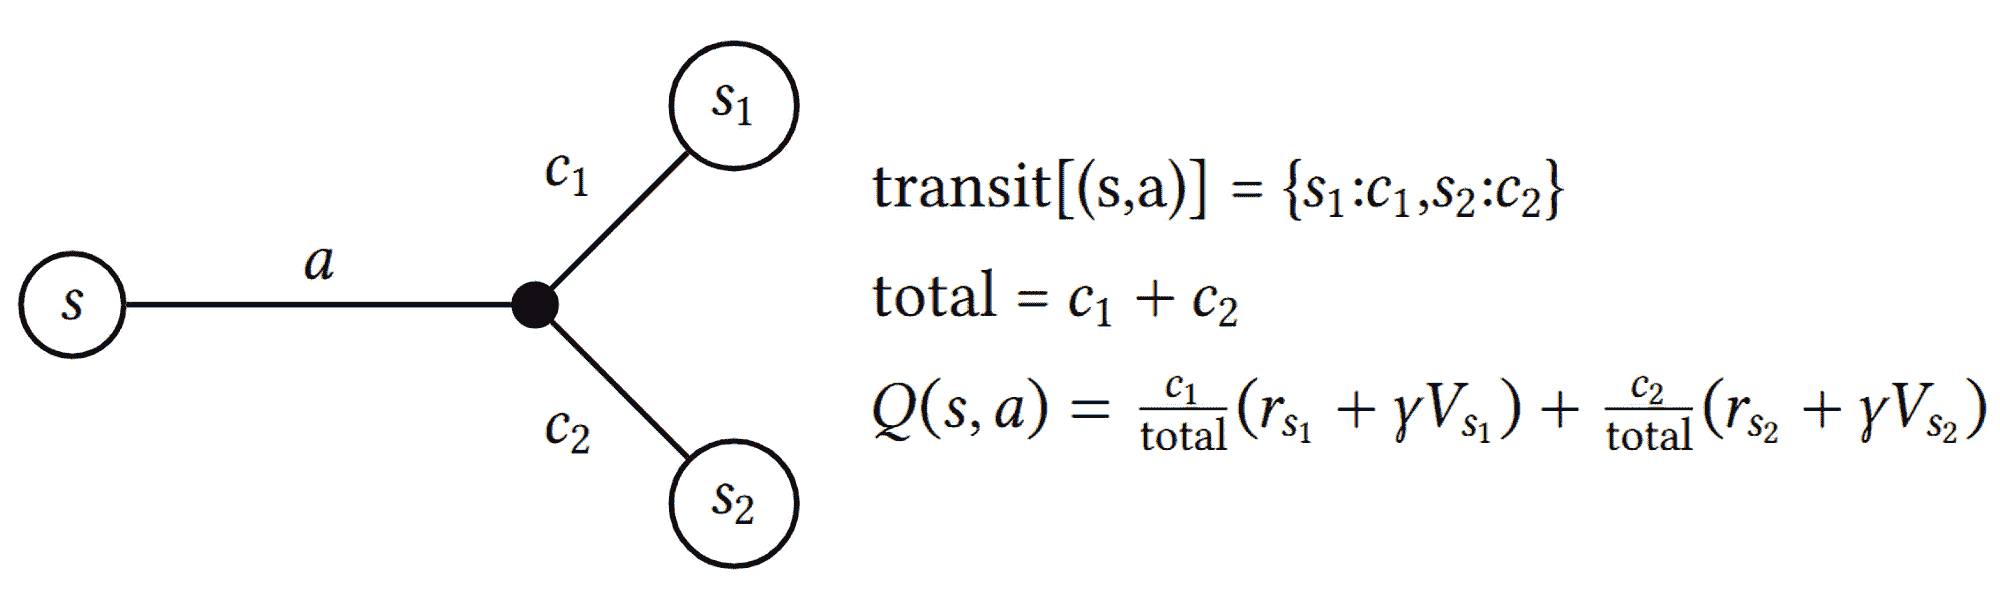 s
a
c₁
s₁
c₂
s₂
transit[(s,a)] = {s₁:c₁,s₂:c₂}
total = c₁ + c₂
Q(s, a) = c₁/total (r_{s₁} + γV_{s₁}) + c₂/total (r_{s₂} + γV_{s₂})